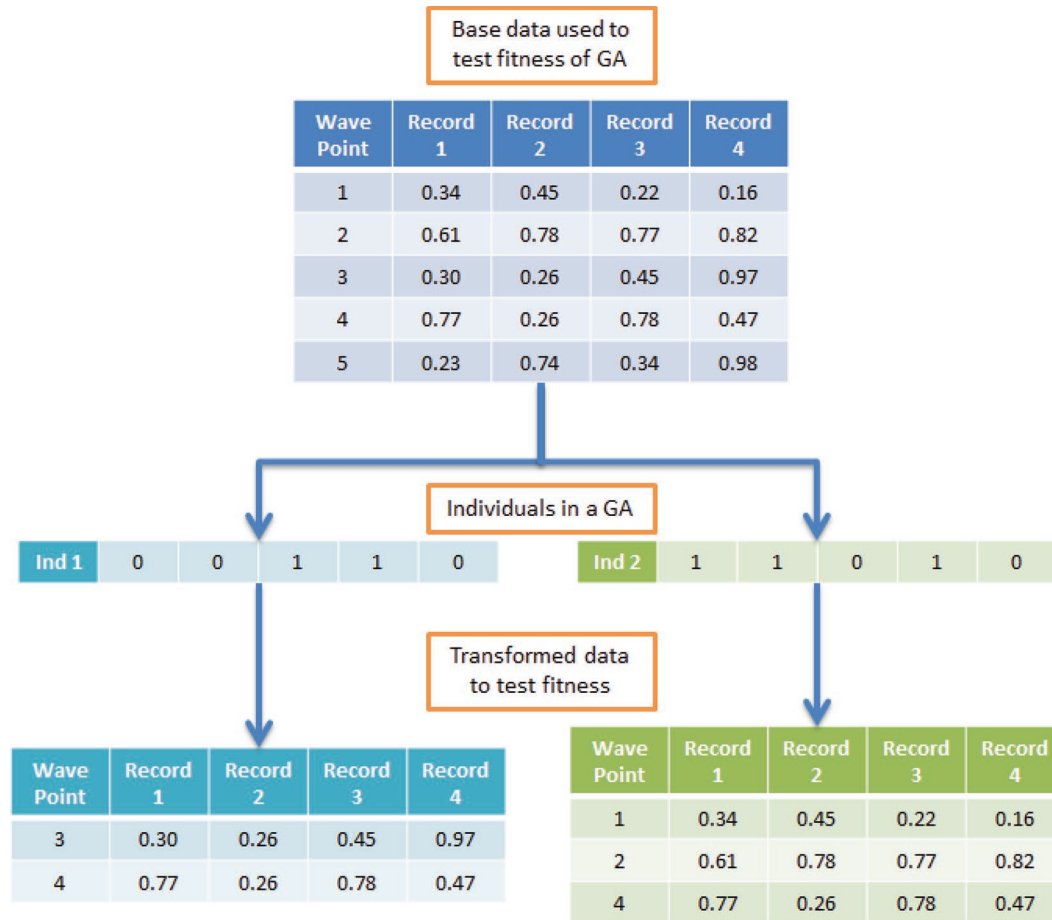 Base data used to
test fitness of GA
Wave Point Record 1 Record 2 Record 3 Record 4
1 0.34 0.45 0.22 0.16
2 0.61 0.78 0.77 0.82
3 0.30 0.26 0.45 0.97
4 0.77 0.26 0.78 0.47
5 0.23 0.74 0.34 0.98
Individuals in a GA
Ind 1 0 0 1 1 0
Ind 2 1 1 0 1 0
Transformed data
to test fitness
Wave Point Record 1 Record 2 Record 3 Record 4
3 0.30 0.26 0.45 0.97
4 0.77 0.26 0.78 0.47
Wave Point Record 1 Record 2 Record 3 Record 4
1 0.34 0.45 0.22 0.16
2 0.61 0.78 0.77 0.82
4 0.77 0.26 0.78 0.47